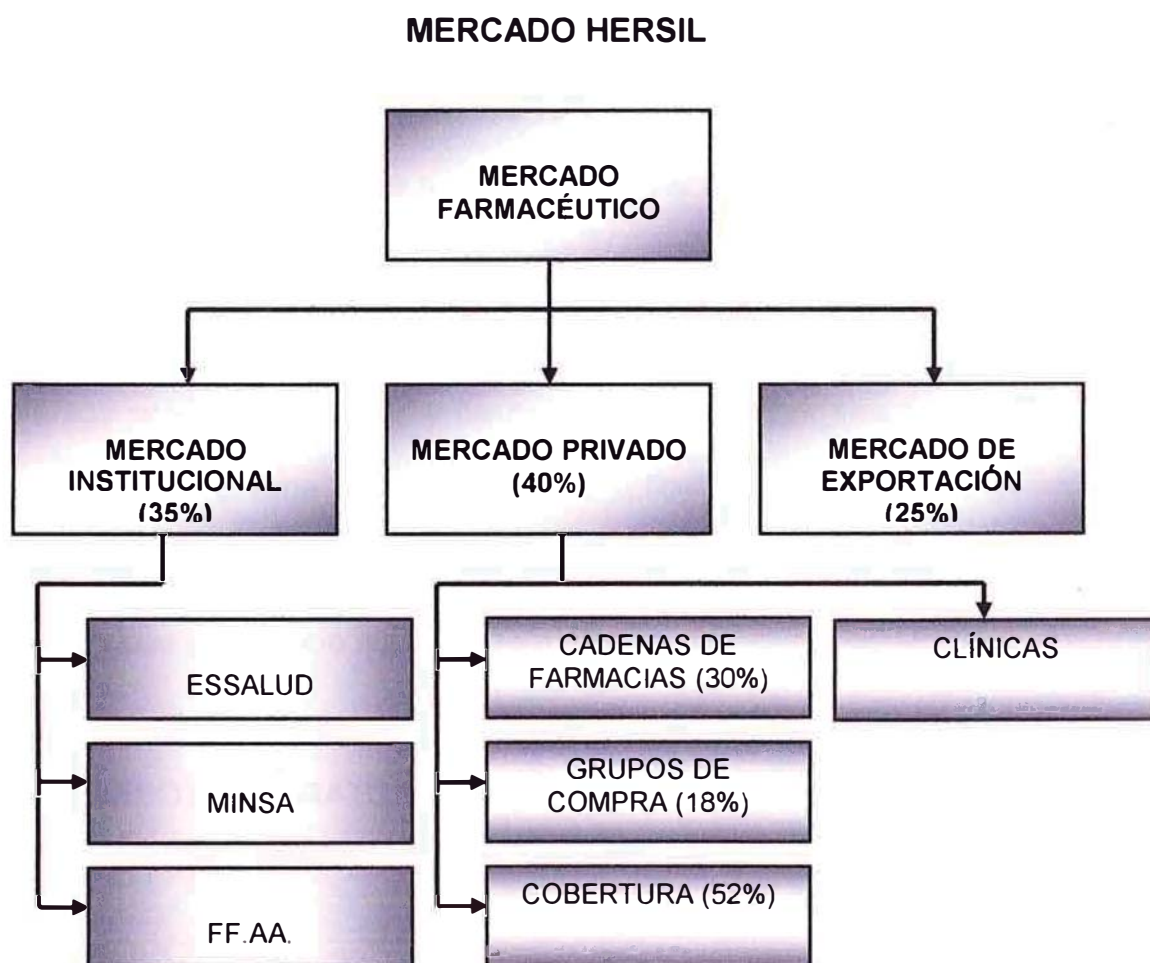 MERCADO HERSIL
MERCADO
FARMACÉUTICO
MERCADO
INSTITUCIONAL
(35%)
MERCADO PRIVADO
(40%)
MERCADO DE
EXPORTACIÓN
(25%)
ESSALUD
MINSA
FF.AA.
CADENAS DE
FARMACIAS (30%)
GRUPOS DE
COMPRA (18%)
COBERTURA (52%)
CLÍNICAS